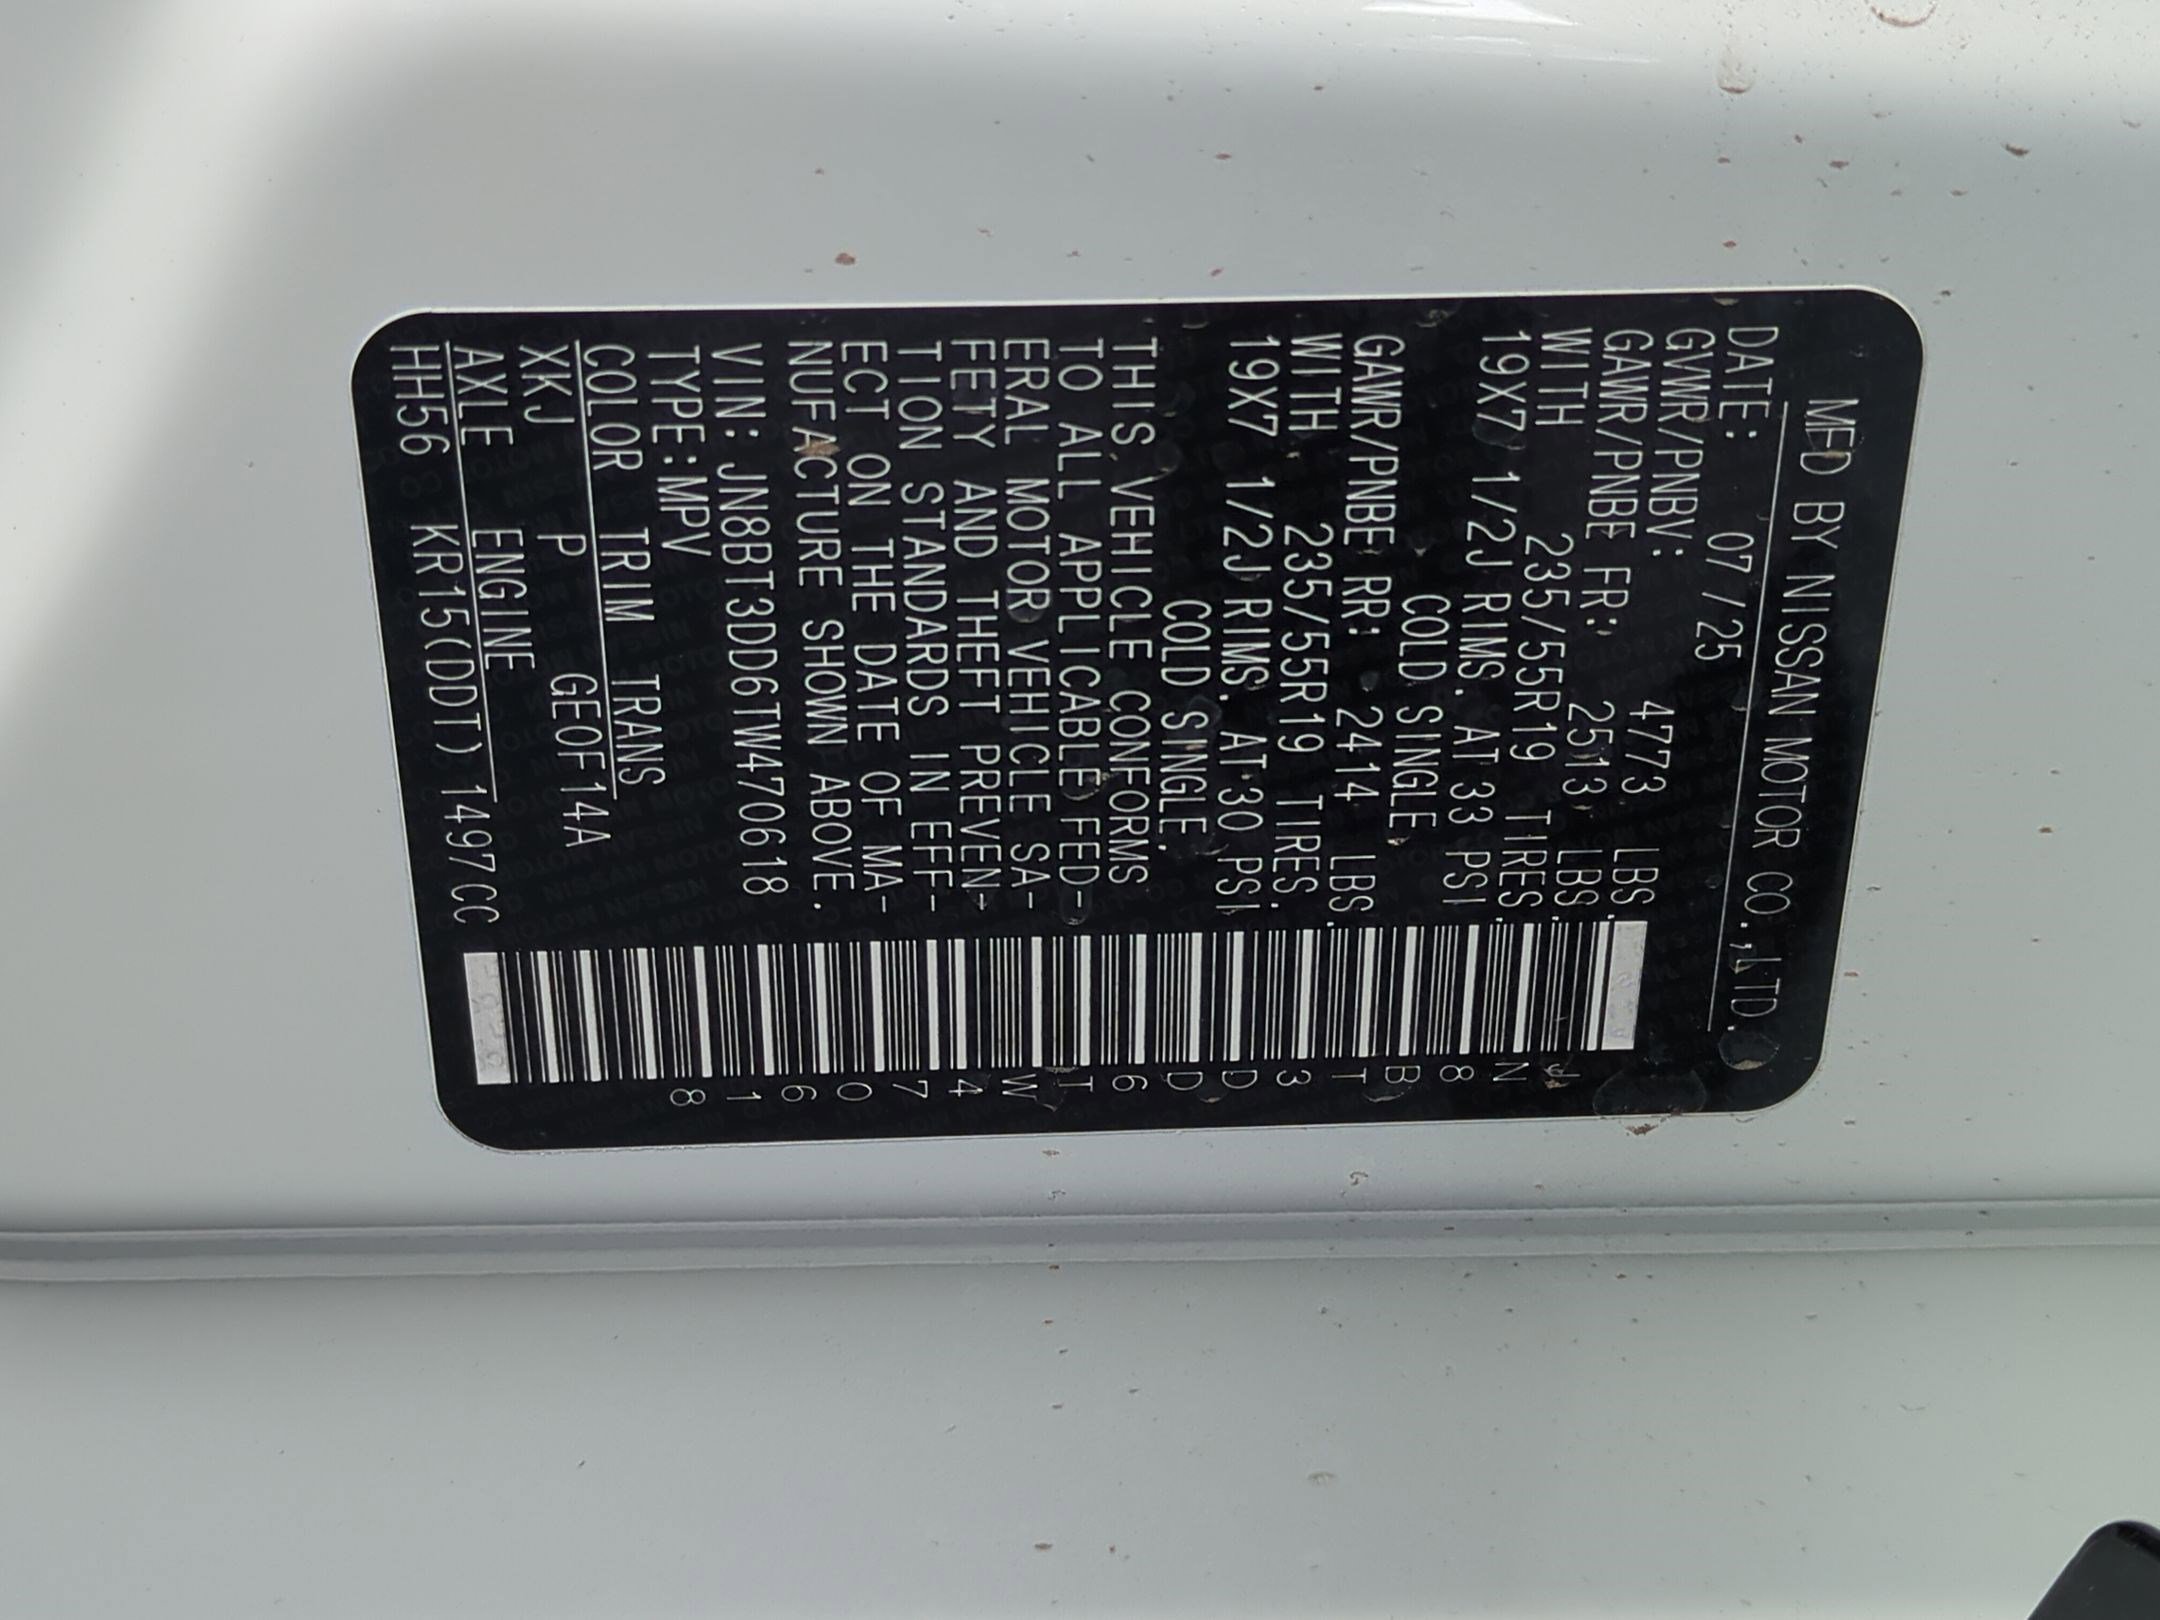 MFD BY NISSAN MOTOR CO.,LTD.
DATE: 07/25
GVWR/PNBV: 4773 LBS.
GAWR/PNBE FR: 2513 LBS.
WITH 235/55R19 TIRES.
19X7 1/2J RIMS. AT 33 PSI
COLD SINGLE.
GAWR/PNBE RR: 2414 LBS.
WITH 235/55R19 TIRES.
19X7 1/2J RIMS. AT 30 PSI
COLD SINGLE.
THIS VEHICLE CONFORMS
TO ALL APPLICABLE FED-
ERAL MOTOR VEHICLE SA-
FETY AND THEFT PREVEN-
TION STANDARDS IN EFF-
ECT ON THE DATE OF MA-
NUFACTURE SHOWN ABOVE.
VIN: JN8BT3DD6TW470618
TYPE:MPV
COLOR TRIM TRANS
XKJ P GE0F14A
AXLE ENGINE
HH56 KR15(DDT) 1497CC
JN8BT3DD6TW470618